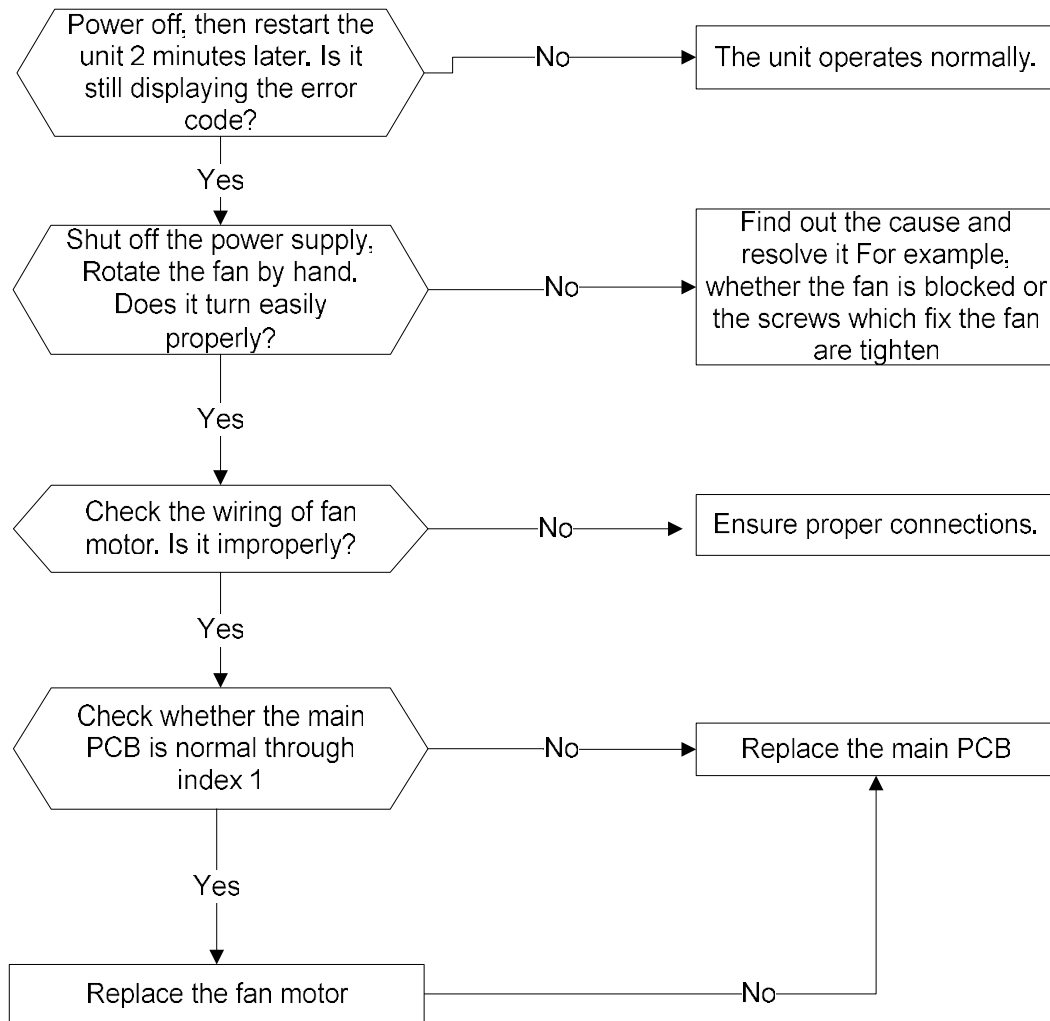 Power off, then restart the
unit 2 minutes later. Is it
still displaying the error
code?
No
The unit operates normally.
Yes
Shut off the power supply,
Rotate the fan by hand.
Does it turn easily
properly?
No
Find out the cause and
resolve it For example,
whether the fan is blocked or
the screws which fix the fan
are tighten
Yes
Check the wiring of fan
motor. Is it improperly?
No
Ensure proper connections.
Yes
Check whether the main
PCB is normal through
index 1
No
Replace the main PCB
Yes
Replace the fan motor
No